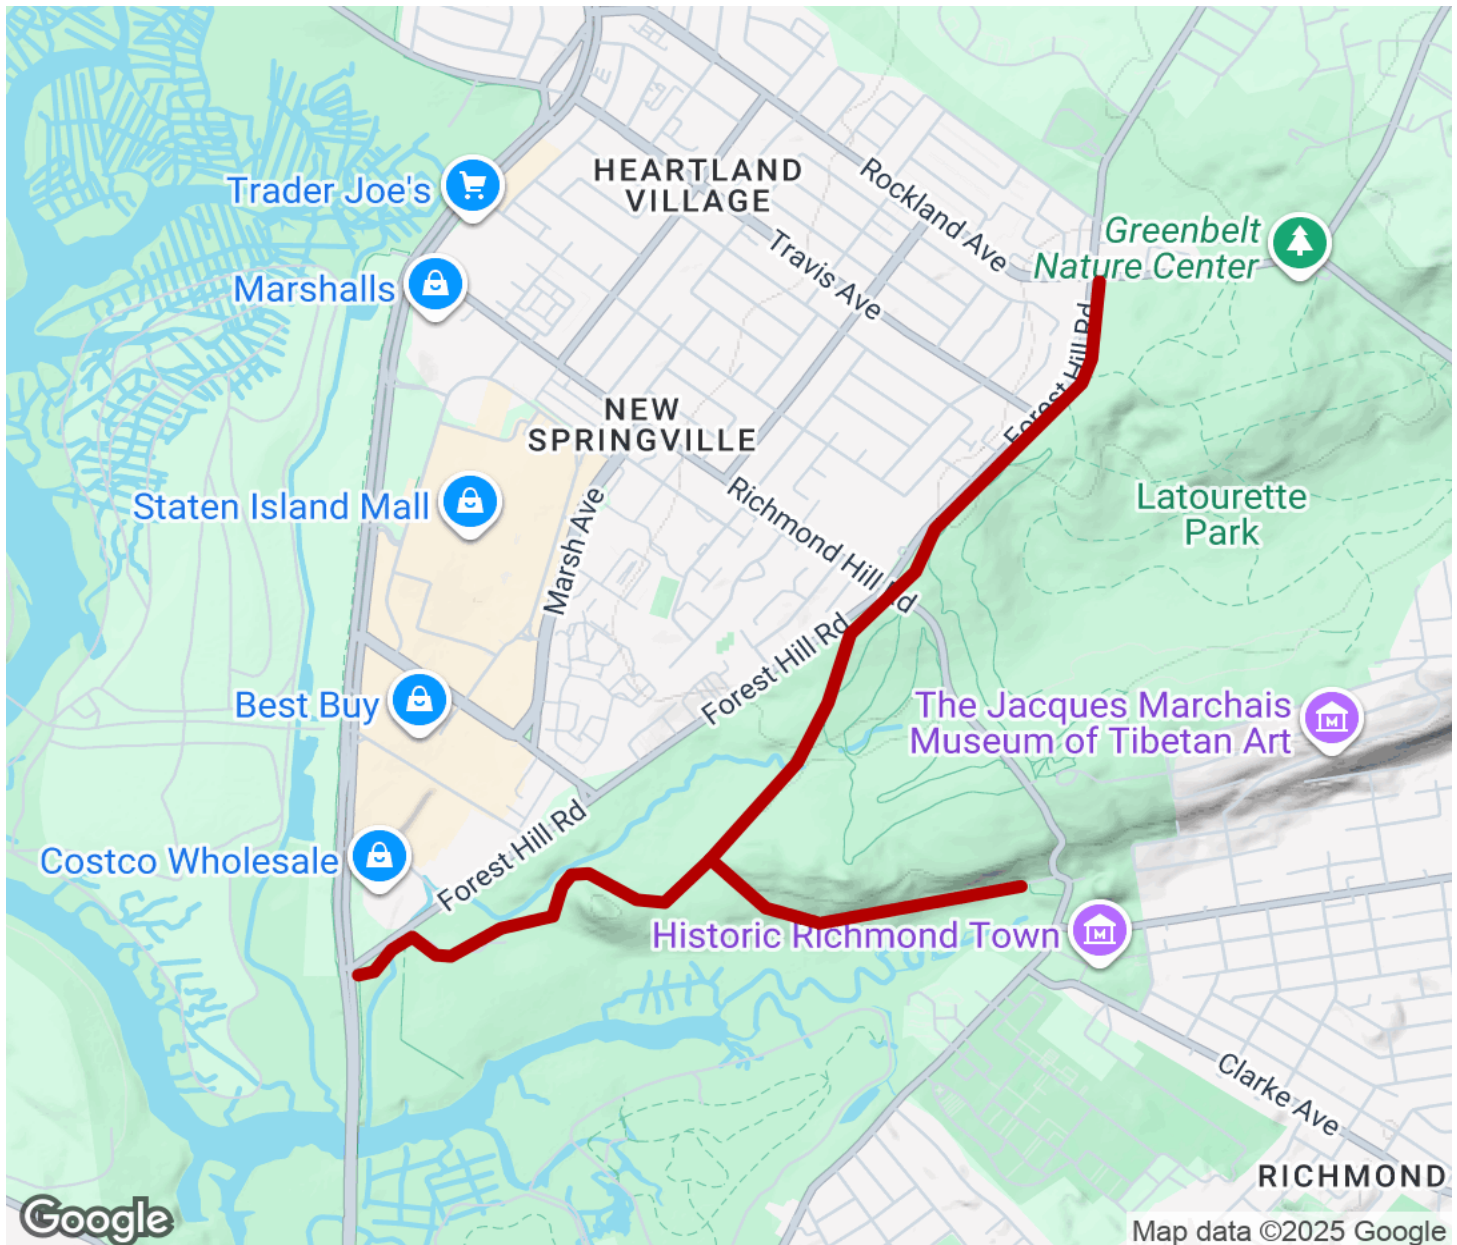 HEARTLAND
VILLAGE
Trader Joe's
Rockland Ave
Greenbelt
Nature Center
Travis Ave
Marshalls
Forest Hill Rd
NEW
SPRINGVILLE
Staten Island Mall
Marsh Ave
Richmond Hill Rd
Latourette
Park
Forest Hill Rd
Best Buy
The Jacques Marchais
Museum of Tibetan Art
Forest Hill Rd
Costco Wholesale
Historic Richmond Town
Clarke Ave
RICHMOND
Google
Map data ©2025 Google